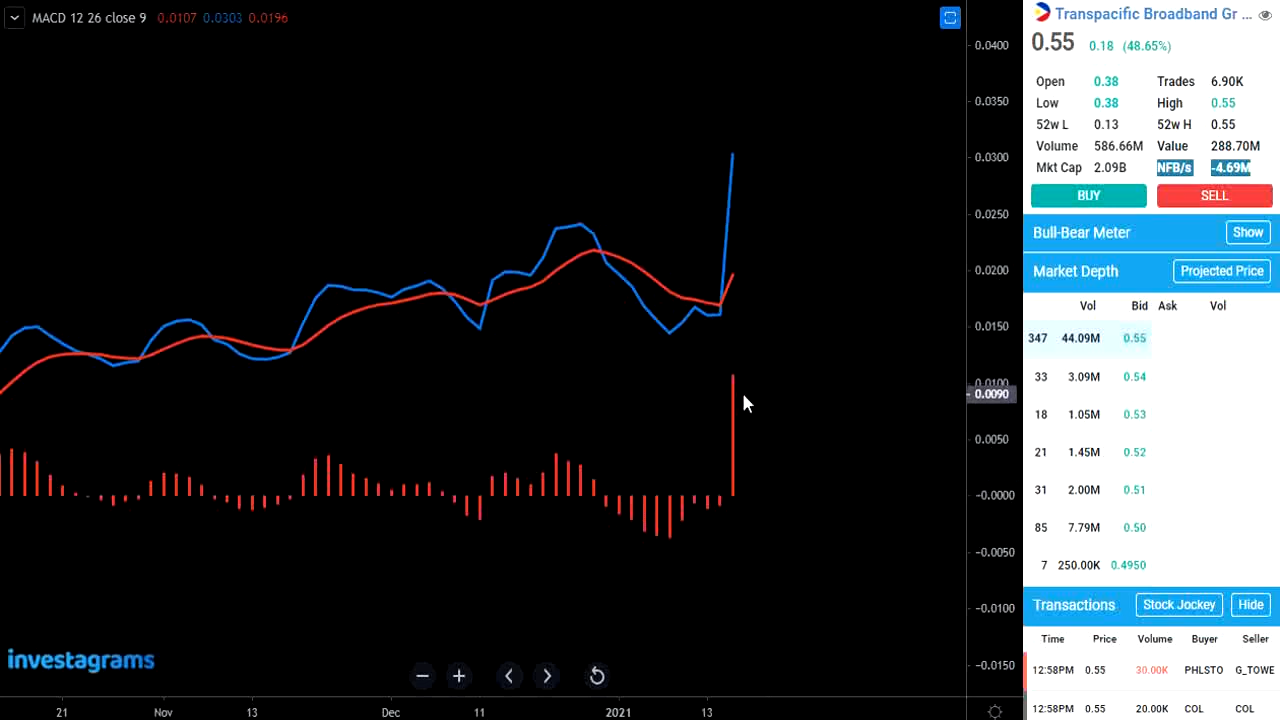 MACD 12 26 close 9 0.0107 0.0303 0.0196
0.0400
0.0350
0.0300
0.0250
0.0200
0.0150
0.0100
0.0090
0.0050
-0.0000
-0.0050
-0.0100
-0.0150
investagrams
21 Nov 13 Dec 11 2021 13
Transpacific Broadband Gr ...
0.55 0.18 (48.65%)
Open 0.38 Trades 6.90K
Low 0.38 High 0.55
52w L 0.13 52w H 0.55
Volume 586.66M Value 288.70M
Mkt Cap 2.09B NFB/s -4.69M
BUY SELL
Bull-Bear Meter Show
Market Depth Projected Price
Vol Bid Ask Vol
347 44.09M 0.55
33 3.09M 0.54
18 1.05M 0.53
21 1.45M 0.52
31 2.00M 0.51
85 7.79M 0.50
7 250.00K 0.4950
Transactions Stock Jockey Hide
Time Price Volume Buyer Seller
12:58PM 0.55 30.00K PHLSTO G_TOWE
12:58PM 0.55 20.00K COL COL